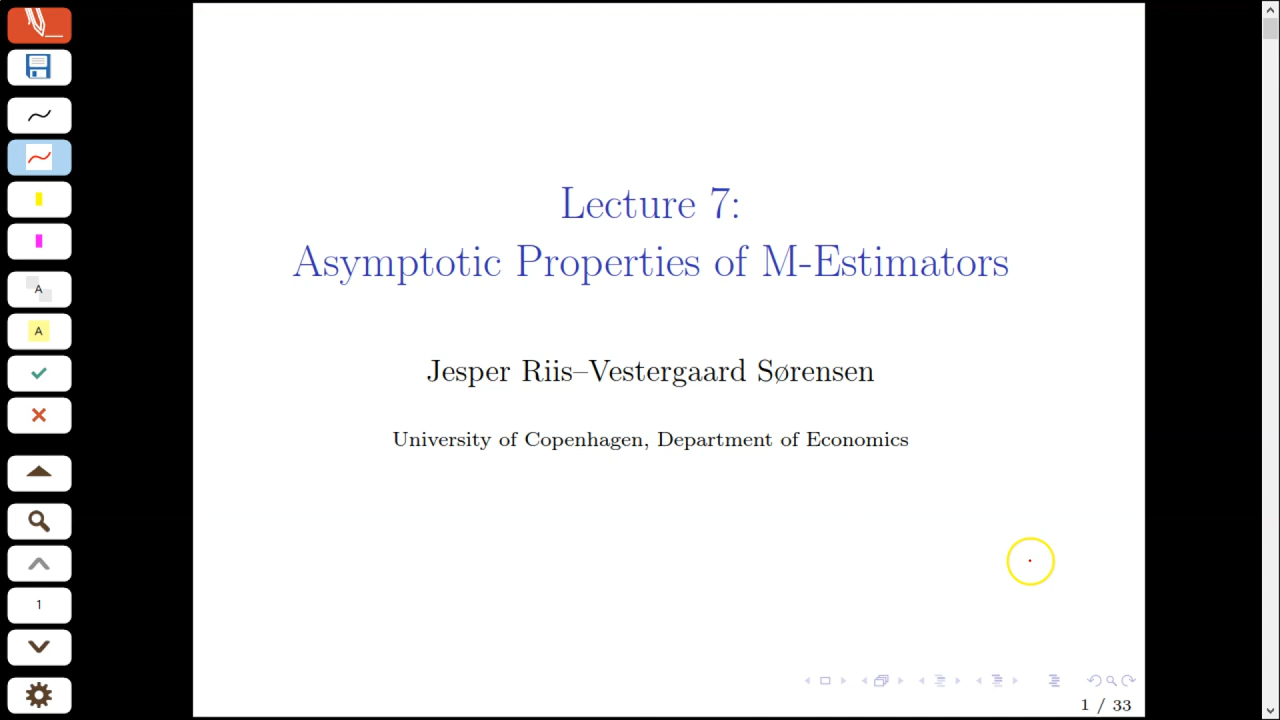 Lecture 7:
Asymptotic Properties of M-Estimators
Jesper Riis–Vestergaard Sørensen
University of Copenhagen, Department of Economics
A
A
1
1 / 33